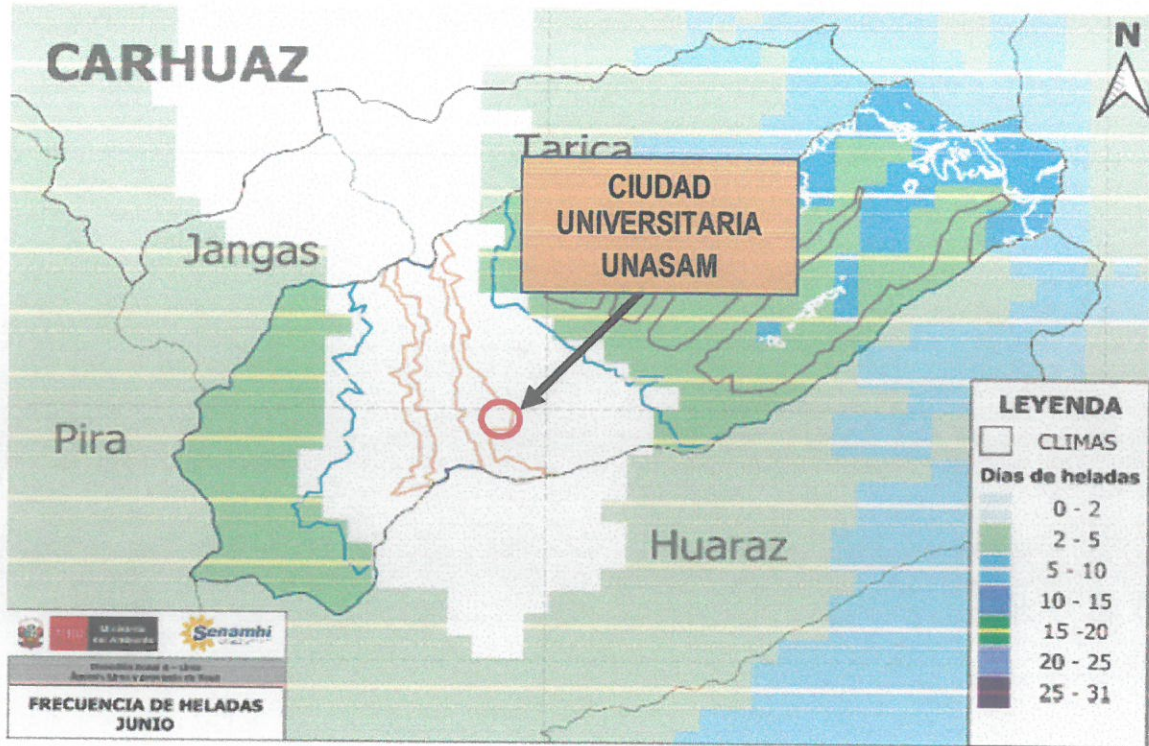 CARHUAZ
N
Tarica
CIUDAD
UNIVERSITARIA
UNASAM
Jangas
Pira
Huaraz
LEYENDA
CLIMAS
Días de heladas
0 - 2
2 - 5
5 - 10
10 - 15
15 -20
20 - 25
25 - 31
Senamhi
FRECUENCIA DE HELADAS
JUNIO